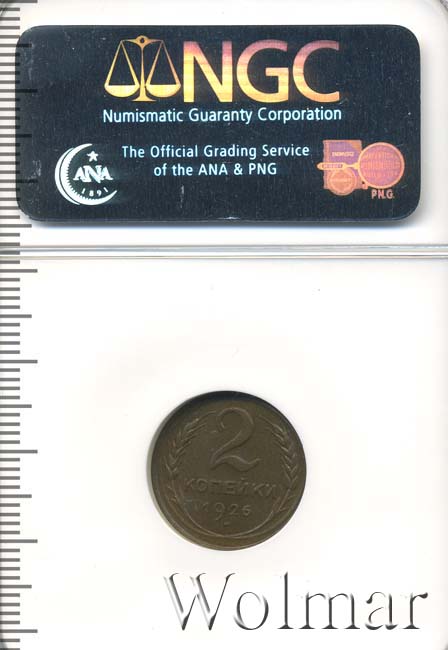 NGC
Numismatic Guaranty Corporation
The Official Grading Service
of the ANA & PNG
ANA
1891
P.N.G.
2
КОПЕЙКИ
1926
Wolmar